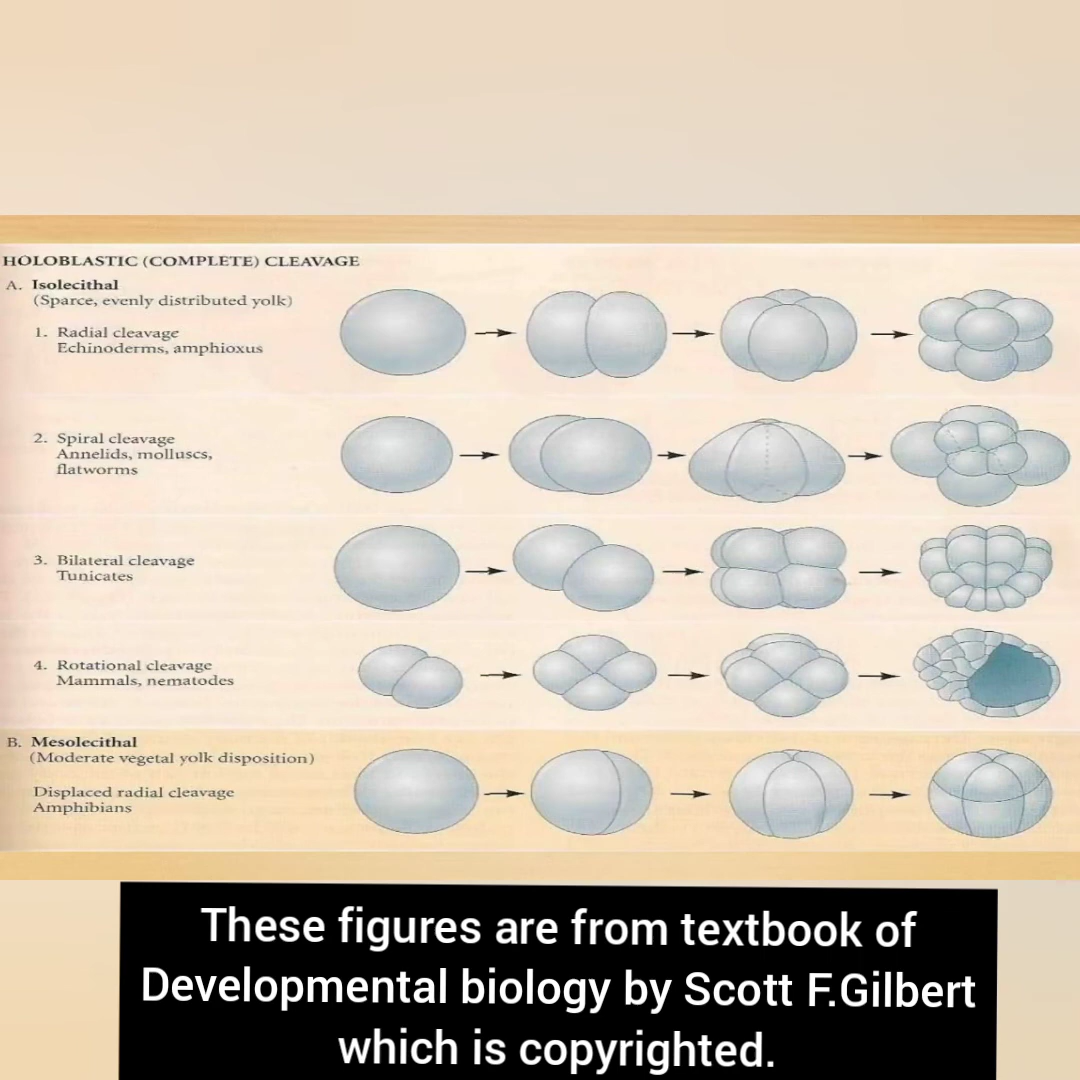 HOLOBLASTIC (COMPLETE) CLEAVAGE
A. Isolecithal
(Sparce, evenly distributed yolk)
1. Radial cleavage
Echinoderms, amphioxus
2. Spiral cleavage
Annelids, molluscs,
flatworms
3. Bilateral cleavage
Tunicates
4. Rotational cleavage
Mammals, nematodes
B. Mesolecithal
(Moderate vegetal yolk disposition)
Displaced radial cleavage
Amphibians
These figures are from textbook of
Developmental biology by Scott F.Gilbert
which is copyrighted.